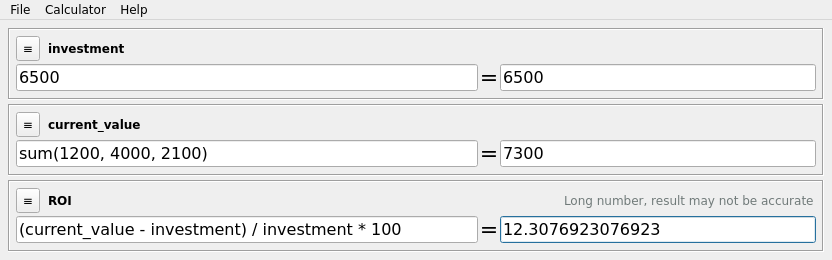 File Calculator Help
≡ investment
6500 = 6500
≡ current_value
sum(1200, 4000, 2100) = 7300
≡ ROI Long number, result may not be accurate
(current_value - investment) / investment * 100 = 12.3076923076923